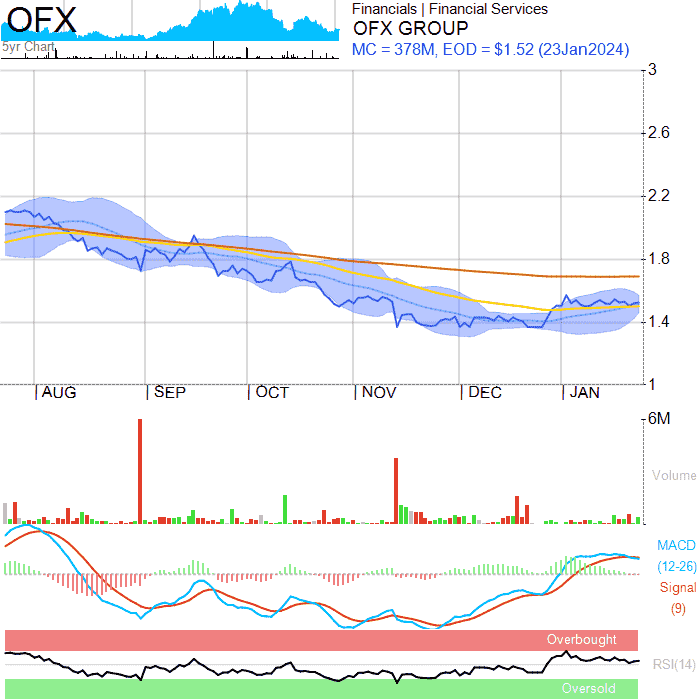 OFX
5yr Chart
Financials | Financial Services
OFX GROUP
MC = 378M, EOD = $1.52 (23Jan2024)
3
2.6
2.2
1.8
1.4
1
AUG SEP OCT NOV DEC JAN
6M
Volume
MACD
(12-26)
Signal
(9)
Overbought
RSI(14)
Oversold